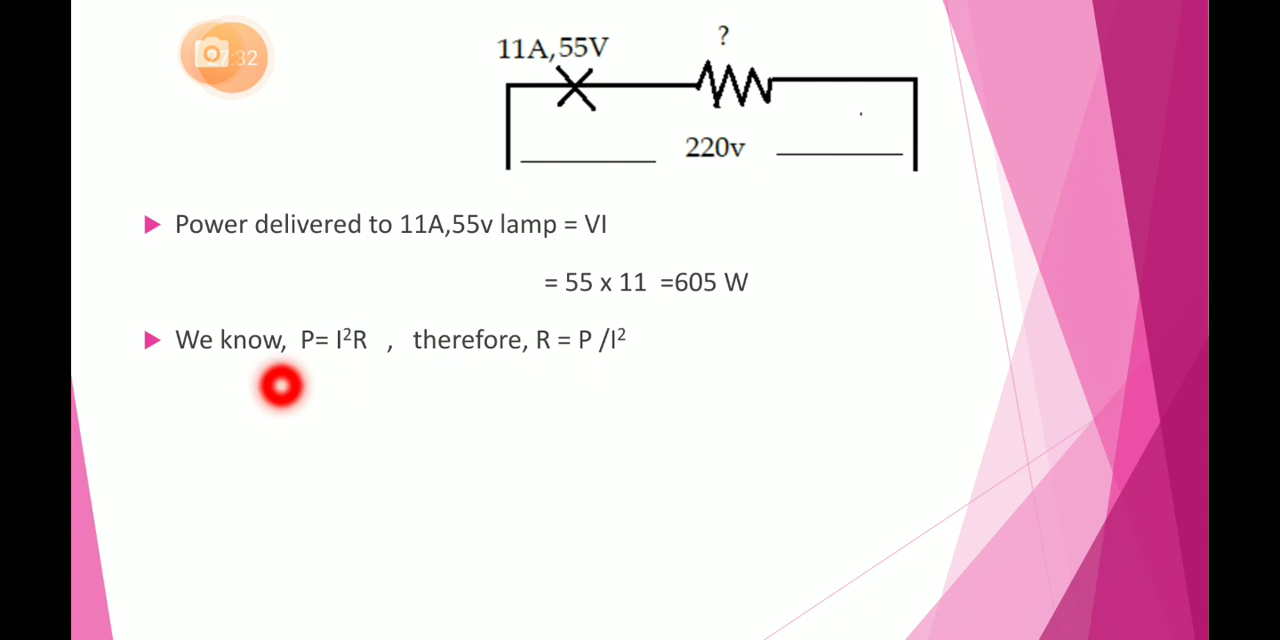 11A,55V
?
220v
Power delivered to 11A,55v lamp = VI
= 55 x 11 =605 W
We know, P= I²R , therefore, R = P /I²